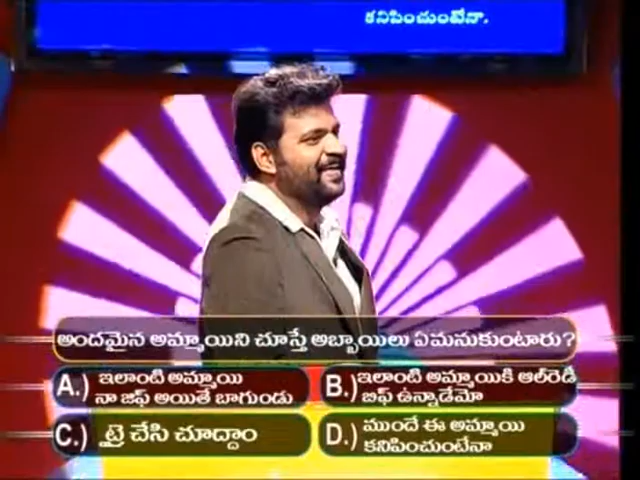 కనిపించుంటేనా.
అందమైన అమ్మాయిని చూస్తే అబ్బాయిలు ఏమనుకుంటారు?
A.) ఇలాంటి అమ్మాయి
నా జిఫ్ అయితే బాగుండు
B.) ఇలాంటి అమ్మాయికి ఆల్‌రెడీ
బిఫ్ ఉన్నాడేమో
C.) ట్రై చేసి చూద్దాం
D.) ముందే ఈ అమ్మాయి
కనిపించుంటేనా